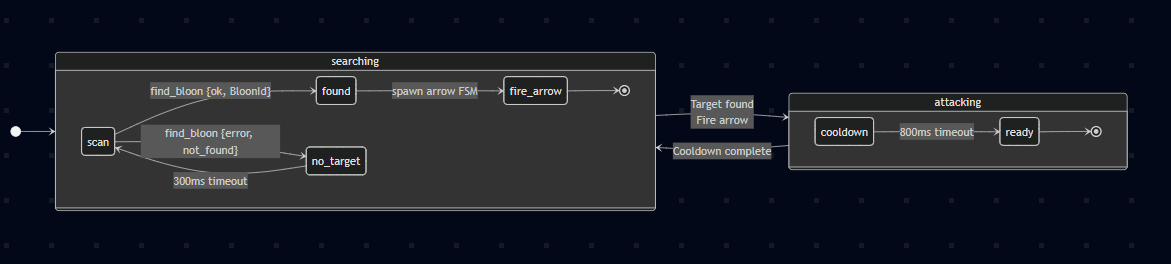 searching
find_bloon {ok, BloonId}
found
spawn arrow FSM
fire_arrow
scan
find_bloon {error,
not_found}
no_target
300ms timeout
Target found
Fire arrow
Cooldown complete
attacking
cooldown
800ms timeout
ready